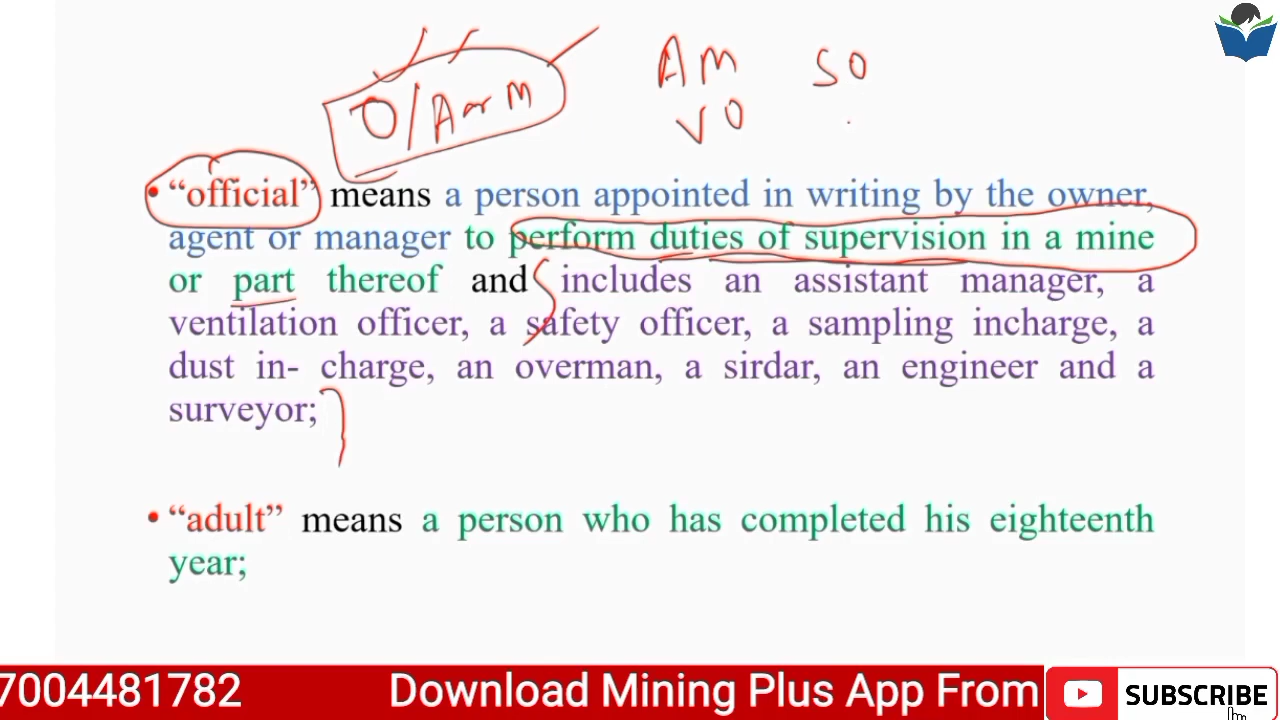 O/A or M
AM SO
VO
• “official” means a person appointed in writing by the owner,
agent or manager to perform duties of supervision in a mine
or part thereof and includes an assistant manager, a
ventilation officer, a safety officer, a sampling incharge, a
dust in- charge, an overman, a sirdar, an engineer and a
surveyor;
• “adult” means a person who has completed his eighteenth
year;
7004481782 Download Mining Plus App From
SUBSCRIBE